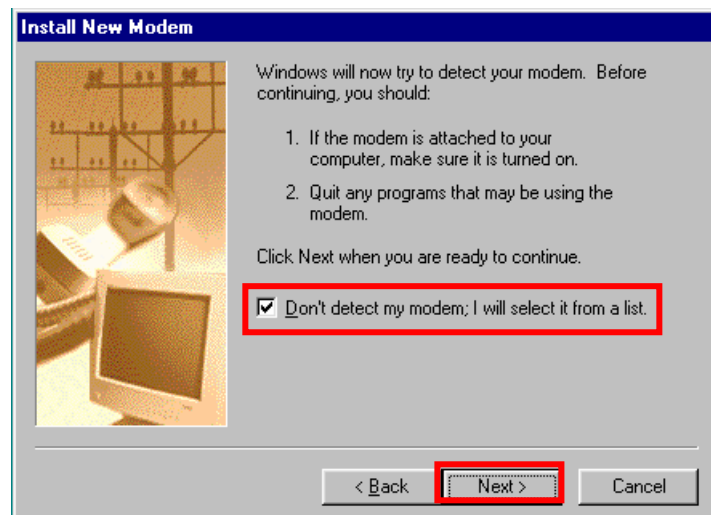 Install New Modem
Windows will now try to detect your modem. Before
continuing, you should:
1. If the modem is attached to your
computer, make sure it is turned on.
2. Quit any programs that may be using the
modem.
Click Next when you are ready to continue.
Don't detect my modem; I will select it from a list.
< Back
Next >
Cancel